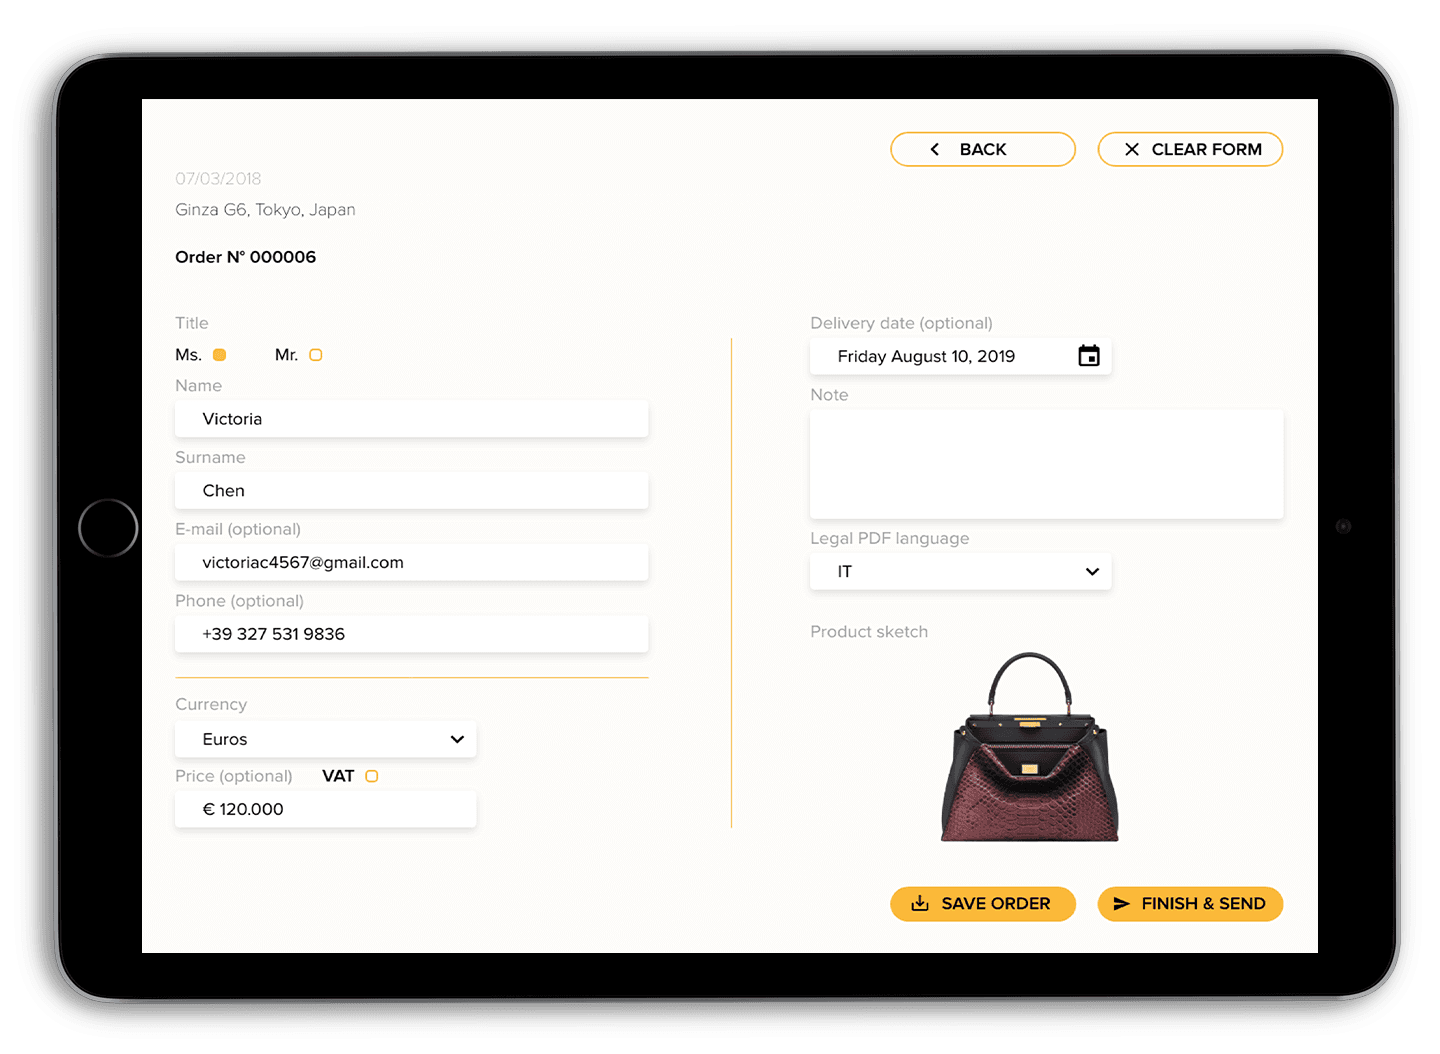 BACK
CLEAR FORM
07/03/2018
Ginza G6, Tokyo, Japan
Order N° 000006
Title
Ms.
Mr.
Name
Victoria
Surname
Chen
E-mail (optional)
victoriac4567@gmail.com
Phone (optional)
+39 327 531 9836
Currency
Euros
Price (optional) VAT
€ 120.000
Delivery date (optional)
Friday August 10, 2019
Note
Legal PDF language
IT
Product sketch
SAVE ORDER
FINISH & SEND